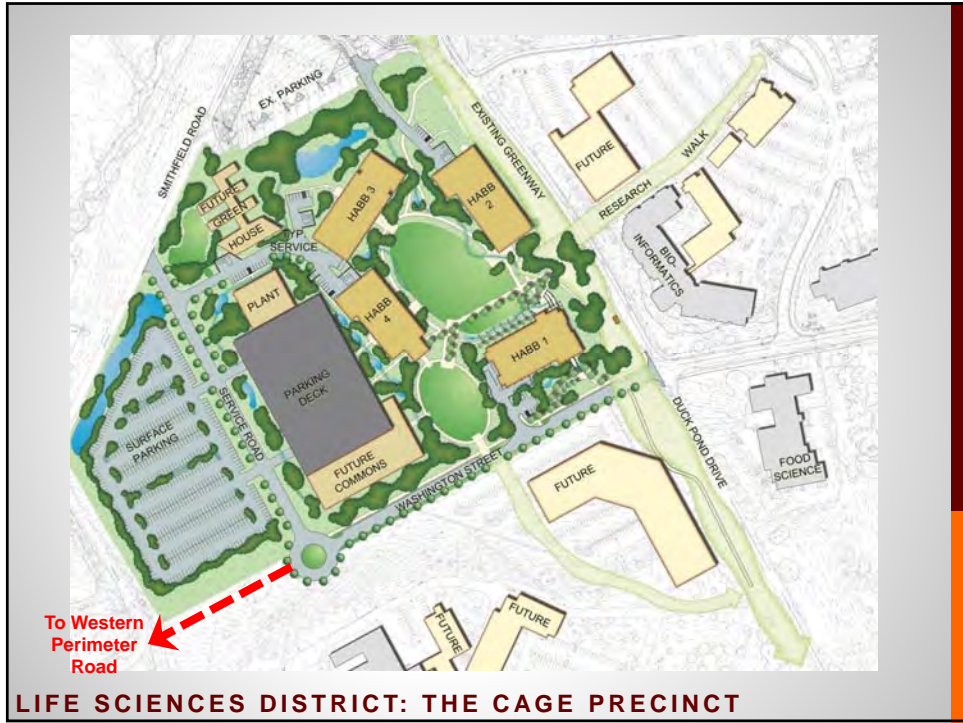 EX. PARKING
SMITHFIELD ROAD
EXISTING GREENWAY
FUTURE
RESEARCH WALK
FUTURE
GREEN
HOUSE
TYP.
SERVICE
HABB 3
HABB
2
BIO-
INFORMATICS
PLANT
HABB
4
HABB 1
PARKING
DECK
SERVICE ROAD
SURFACE
PARKING
FUTURE
COMMONS
WASHINGTON STREET
DUCK POND DRIVE
FOOD
SCIENCE
FUTURE
FUTURE
FUTURE
To Western
Perimeter
Road
LIFE SCIENCES DISTRICT: THE CAGE PRECINCT